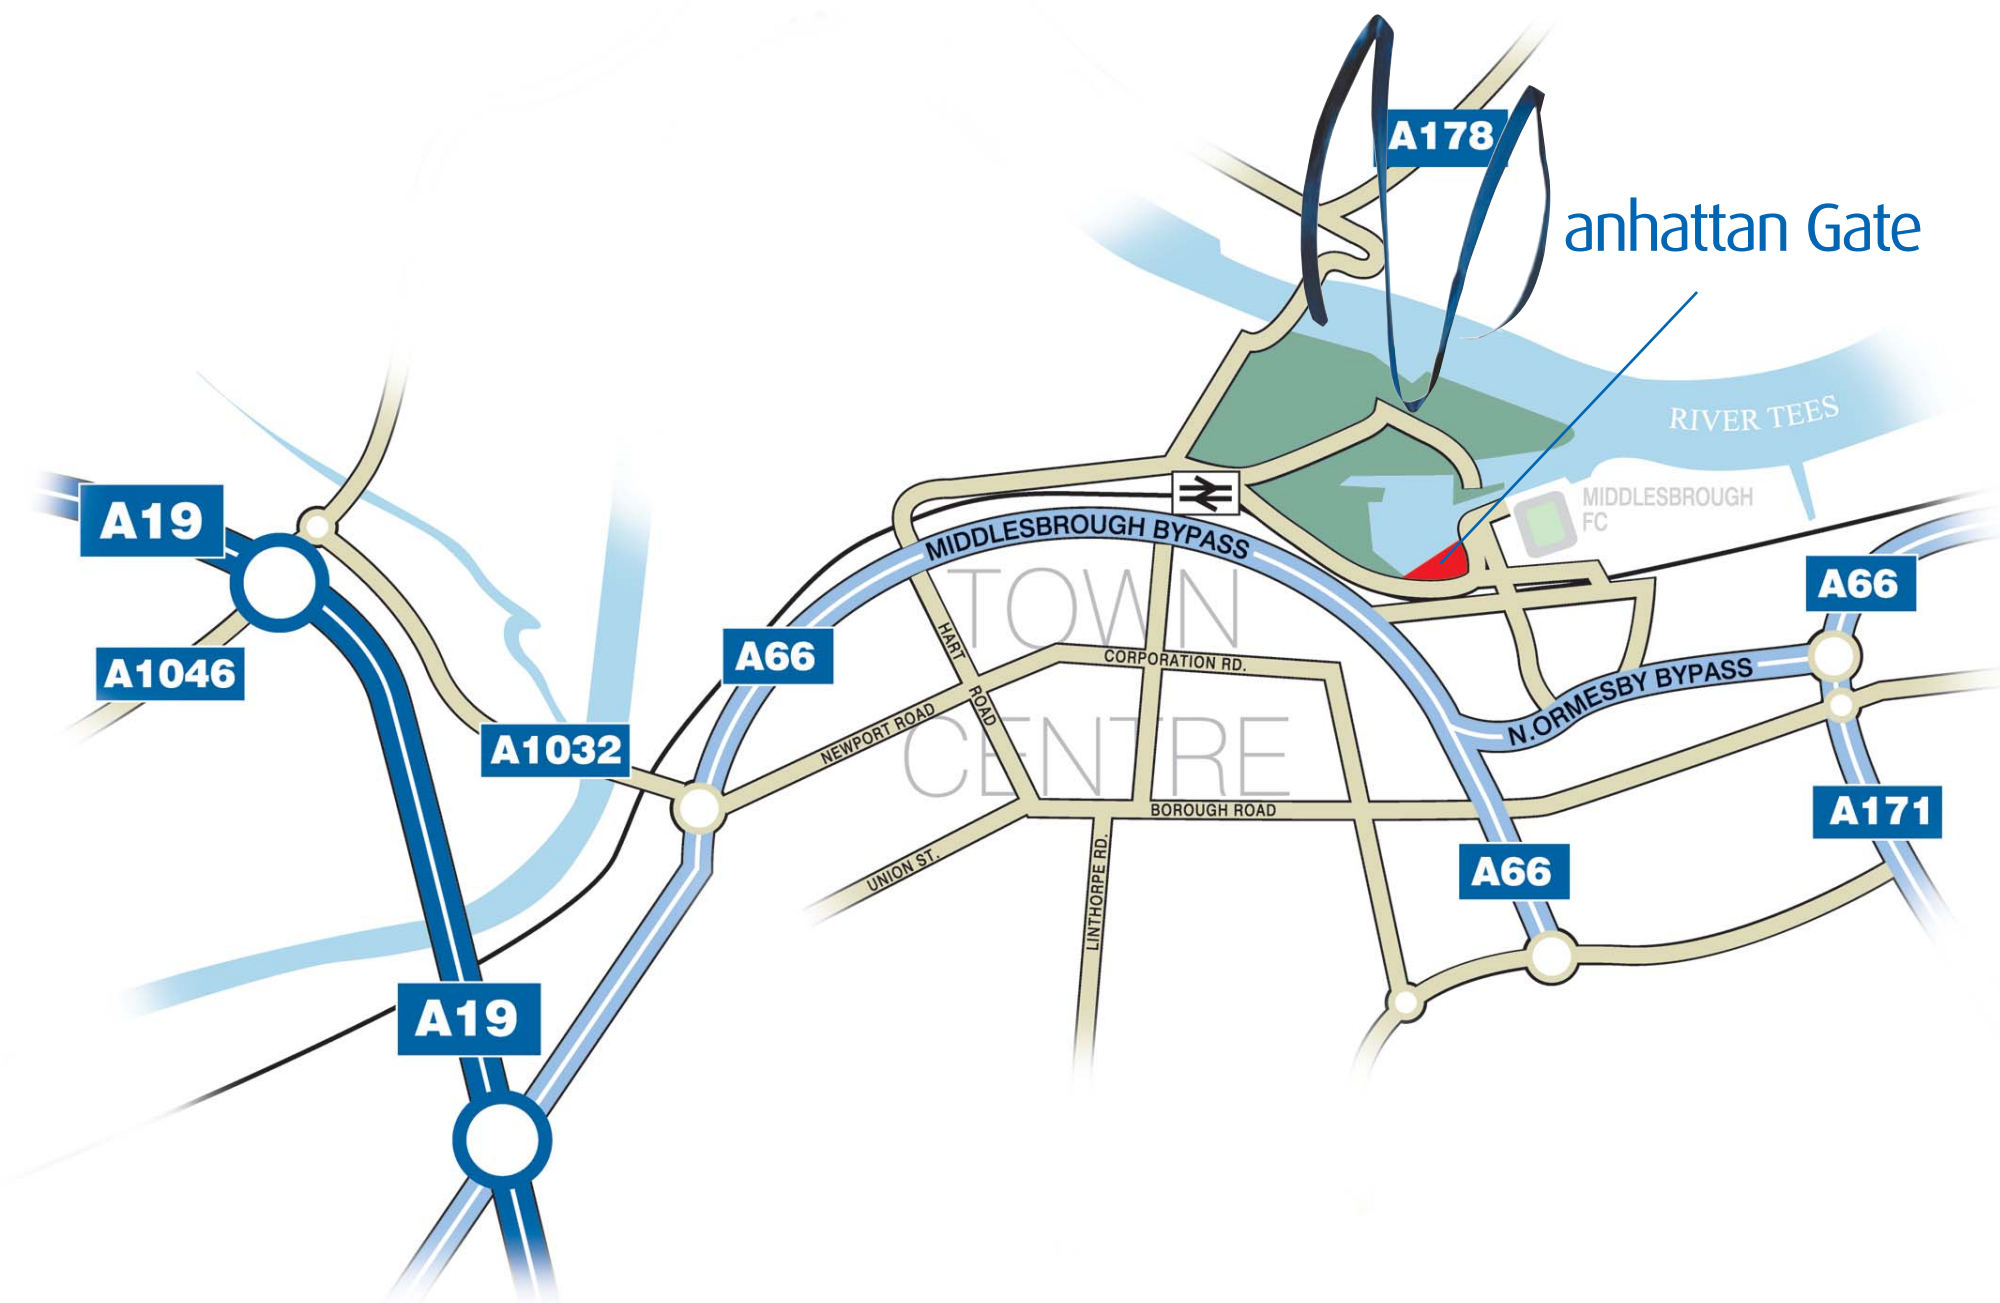 A178
Manhattan Gate
RIVER TEES
MIDDLESBROUGH
FC
A19
MIDDLESBROUGH BYPASS
A66
TOWN
CENTRE
A1046
A66
HART ROAD
CORPORATION RD.
N.ORMESBY BYPASS
A1032
NEWPORT ROAD
BOROUGH ROAD
A171
UNION ST.
LINTHORPE RD.
A66
A19